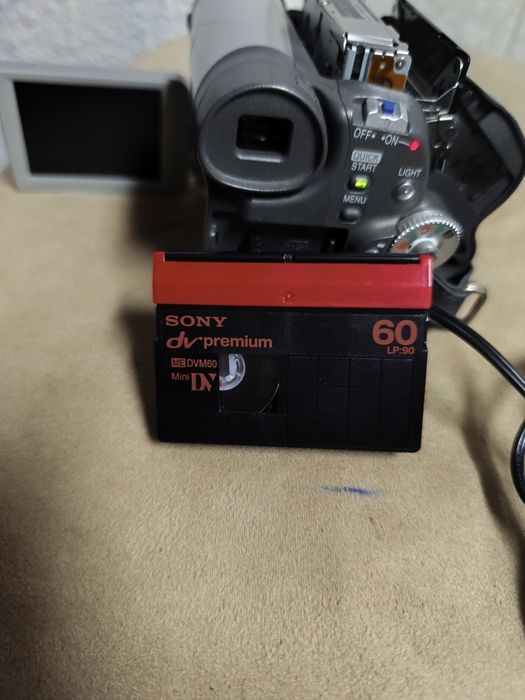 OFF• •ON
QUICK
START
LIGHT
MENU
SONY
dv premium
60
LP:90
ME DVM60
Mini DV